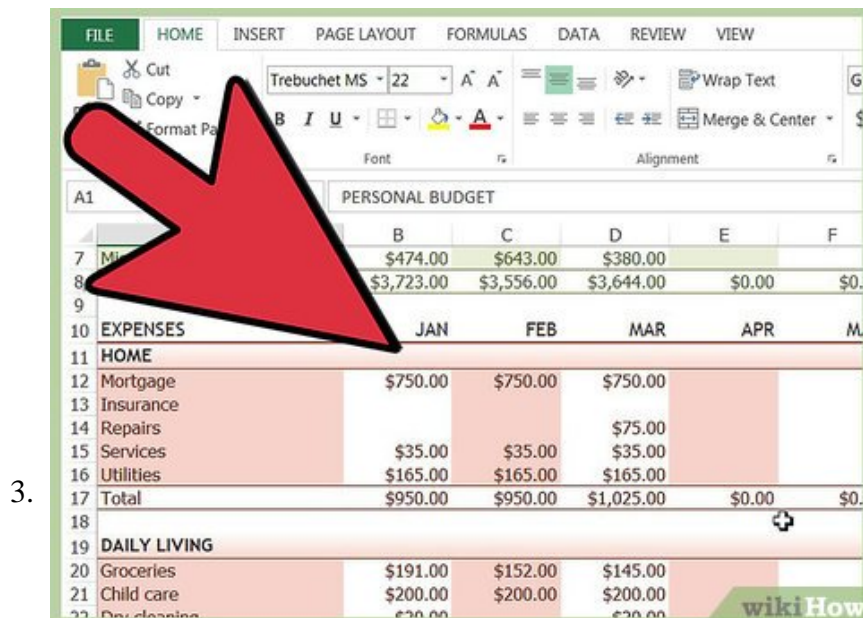 FILE HOME INSERT PAGE LAYOUT FORMULAS DATA REVIEW VIEW
Cut
Copy
Format Pa
Trebuchet MS 22 A A
B I U A
Wrap Text
Merge & Center
G
$
Font Alignment
A1 PERSONAL BUDGET
B C D E F
7 Mi $474.00 $643.00 $380.00
8 $3,723.00 $3,556.00 $3,644.00 $0.00 $0.
9
10 EXPENSES JAN FEB MAR APR M
11 HOME
12 Mortgage $750.00 $750.00 $750.00
13 Insurance
14 Repairs $75.00
15 Services $35.00 $35.00 $35.00
16 Utilities $165.00 $165.00 $165.00
3.
17 Total $950.00 $950.00 $1,025.00 $0.00 $0.
18
19 DAILY LIVING
20 Groceries $191.00 $152.00 $145.00
21 Child care $200.00 $200.00 $200.00
wikiHow